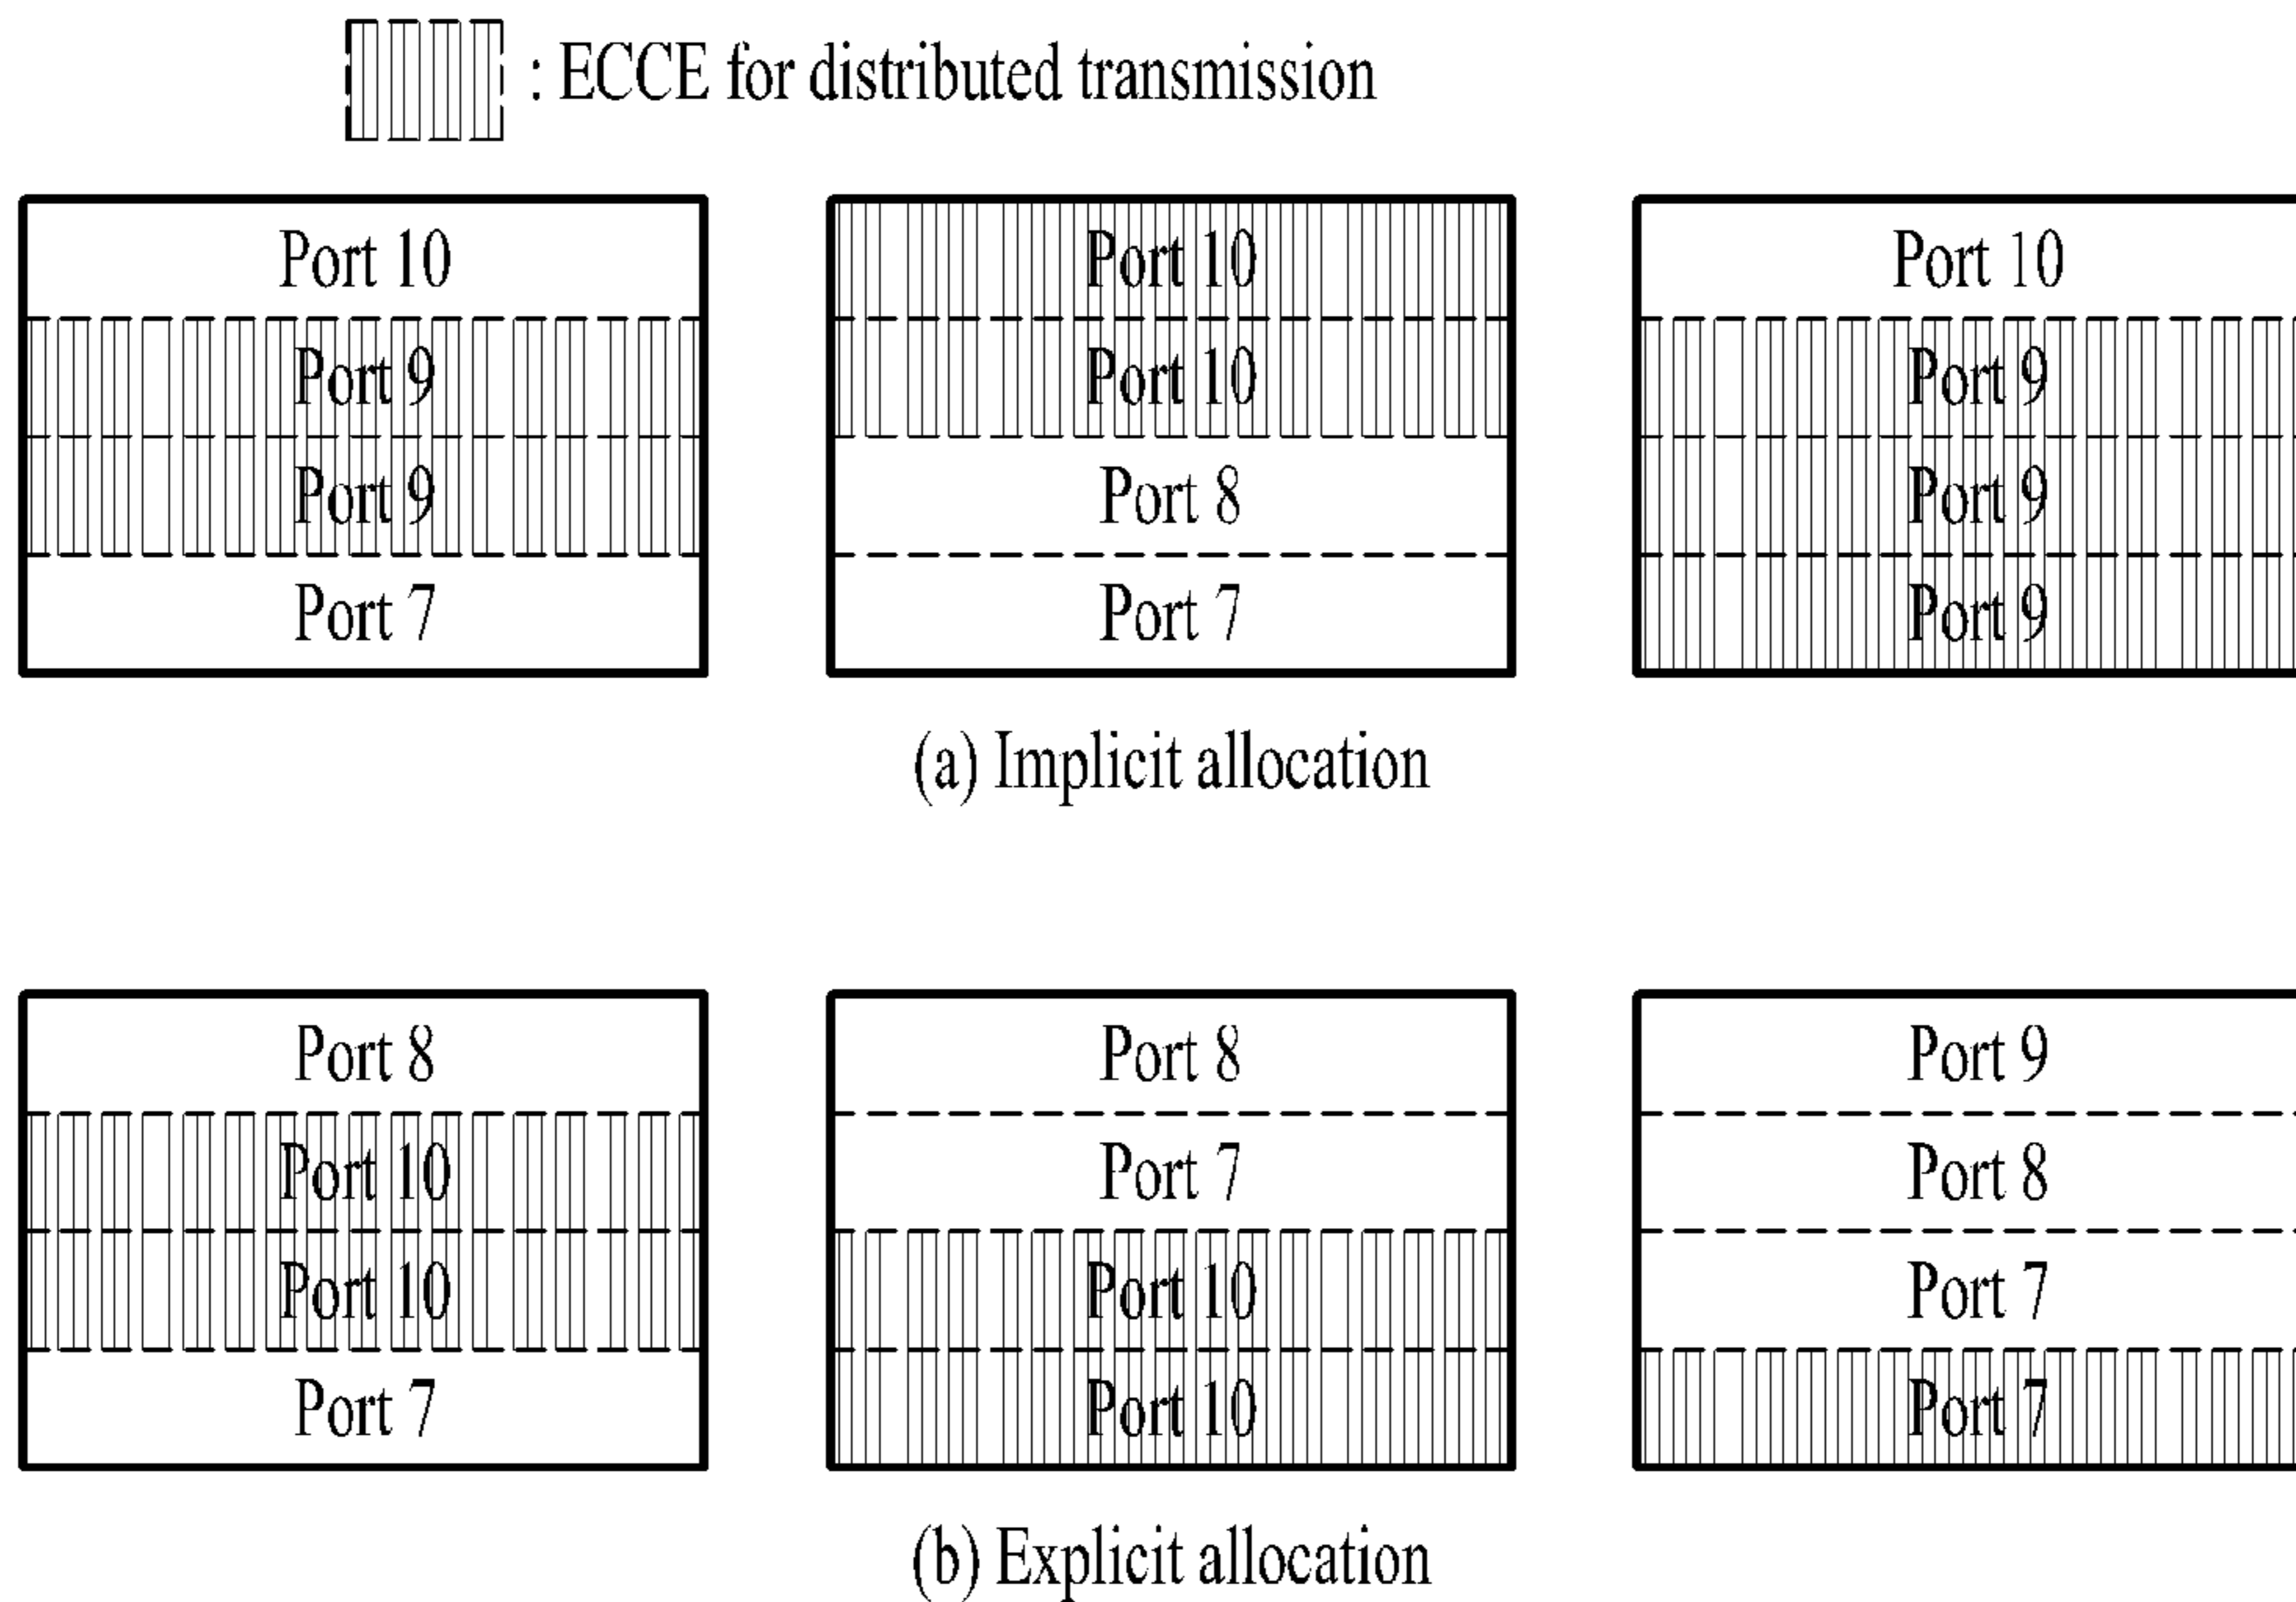 : ECCE for distributed transmission
Port 10 Port 10 Port 10
Port 9 Port 10 Port 9
Port 9 Port 8 Port 9
Port 7 Port 7 Port 9
(a) Implicit allocation
Port 8 Port 8 Port 9
Port 10 Port 7 Port 8
Port 10 Port 10 Port 7
Port 7 Port 10 Port 7
(b) Explicit allocation